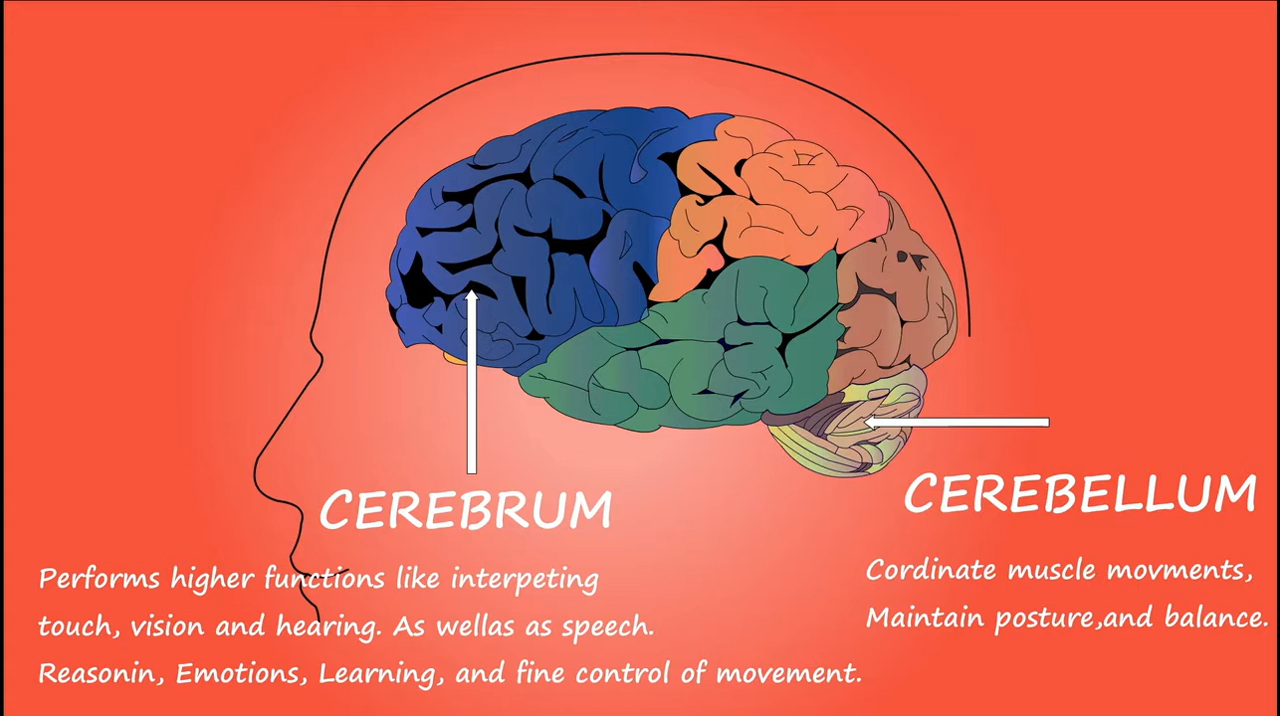 CEREBRUM
Performs higher functions like interpeting
touch, vision and hearing. As wellas as speech.
Reasonin, Emotions, Learning, and fine control of movement.
CEREBELLUM
Cordinate muscle movments,
Maintain posture,and balance.